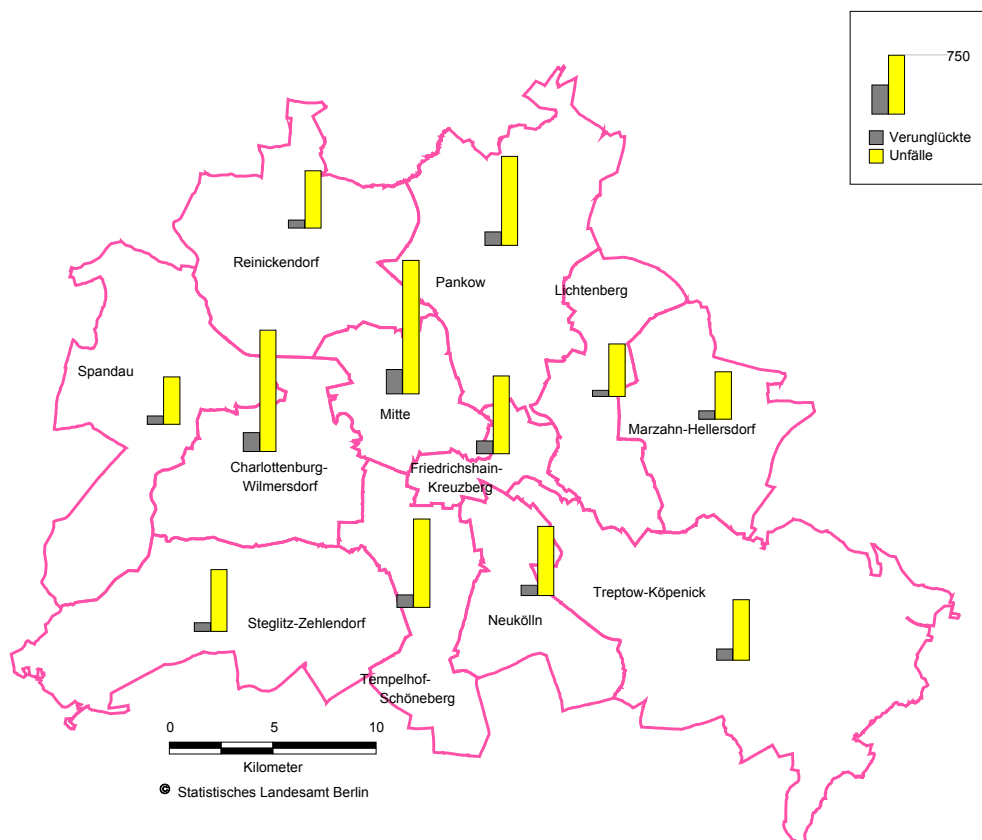 750
Verunglückte
Unfälle
Reinickendorf
Pankow
Lichtenberg
Spandau
Mitte
Marzahn-Hellersdorf
Charlottenburg-
Wilmersdorf
Friedrichshain-
Kreuzberg
Treptow-Köpenick
Steglitz-Zehlendorf
Neukölln
Tempelhof-
Schöneberg
0 5 10
Kilometer
© Statistisches Landesamt Berlin